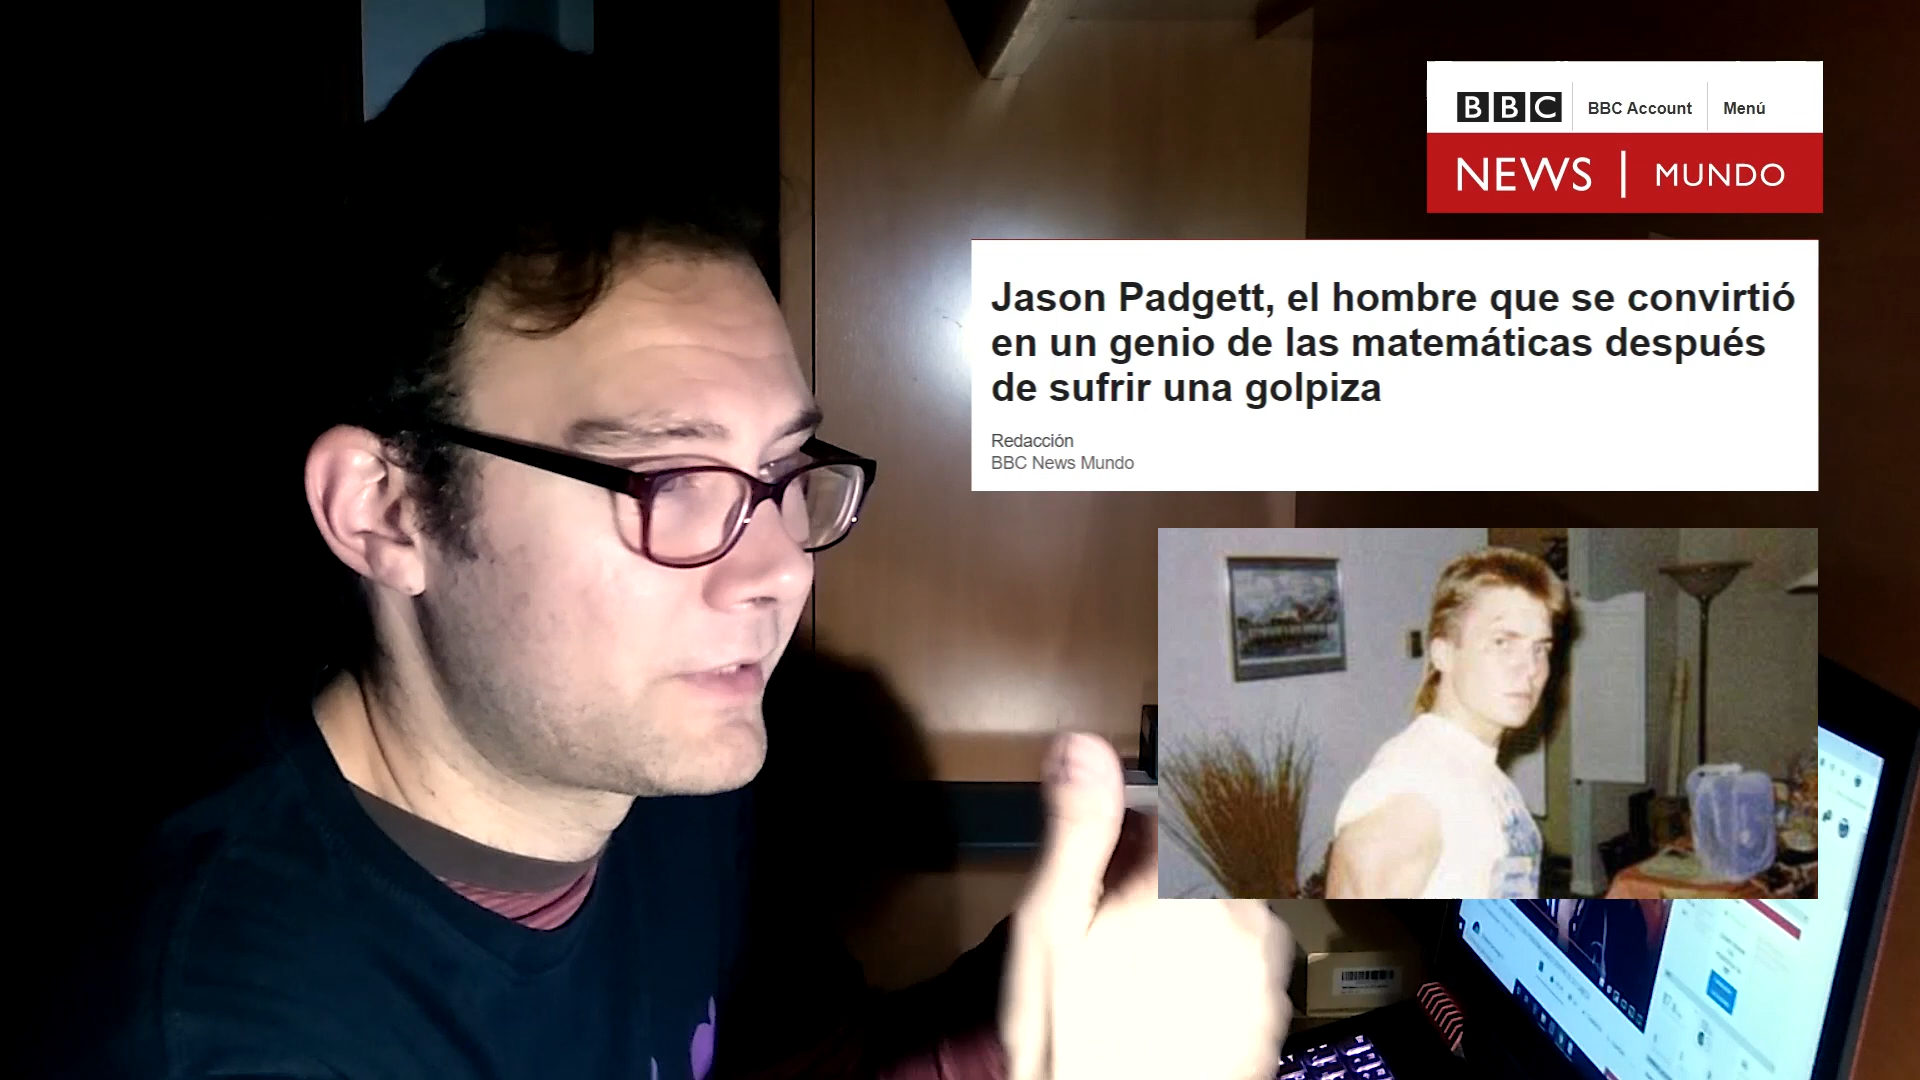 BBC BBC Account Menú
NEWS | MUNDO
Jason Padgett, el hombre que se convirtió
en un genio de las matemáticas después
de sufrir una golpiza
Redacción
BBC News Mundo